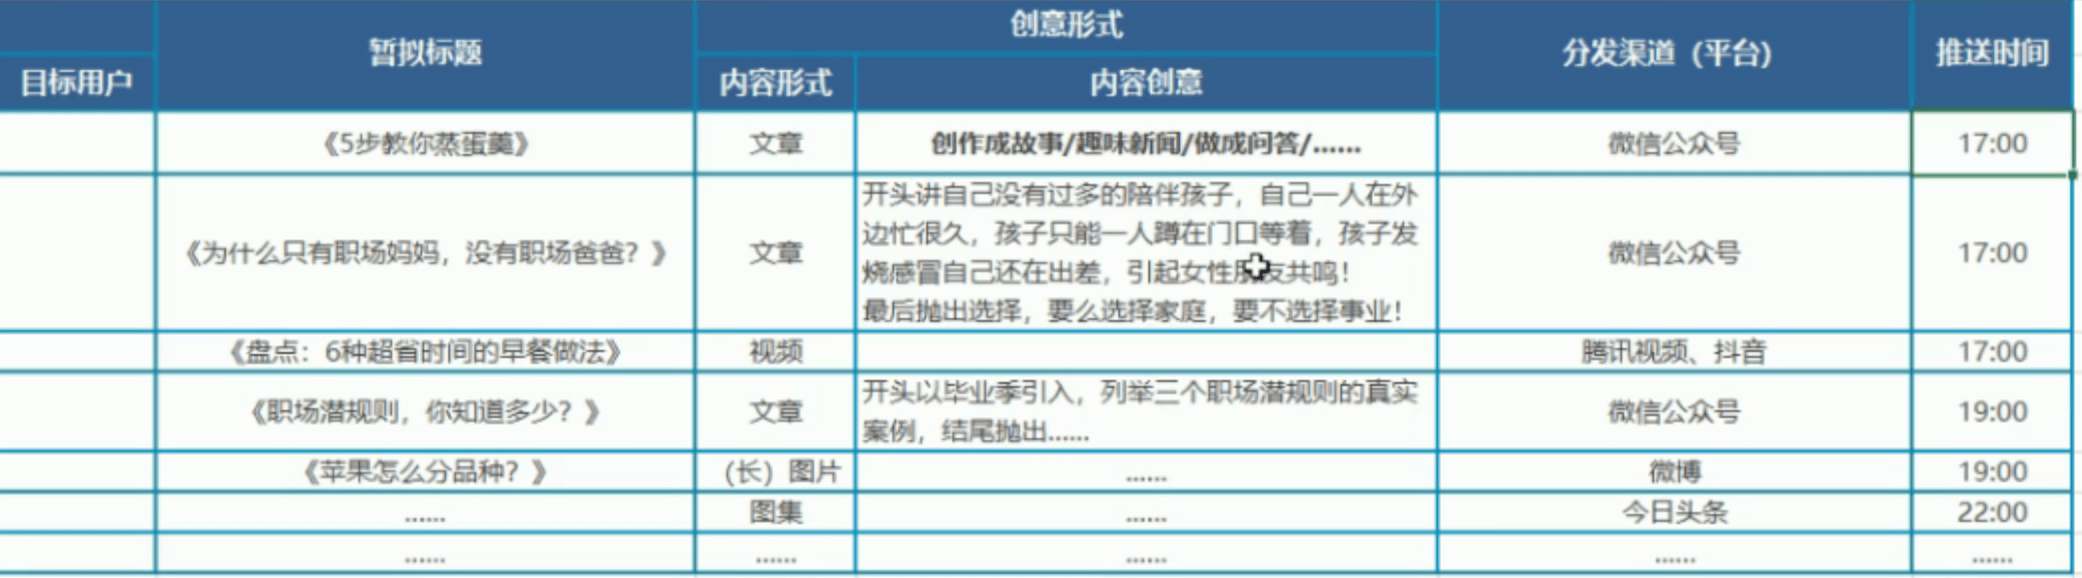 创意形式
暂拟标题
分发渠道（平台）
推送时间
目标用户
内容形式
内容创意
《5步教你蒸蛋羹》
文章
创作成故事/趣味新闻/做成问答/……
微信公众号
17:00
《为什么只有职场妈妈，没有职场爸爸？》
文章
开头讲自己没有过多的陪伴孩子，自己一人在外
边忙很久，孩子只能一人蹲在门口等着，孩子发
烧感冒自己还在出差，引起女性朋友共鸣！
最后抛出选择，要么选择家庭，要不选择事业！
微信公众号
17:00
《盘点：6种超省时间的早餐做法》
视频
腾讯视频、抖音
17:00
《职场潜规则，你知道多少？》
文章
开头以毕业季引入，列举三个职场潜规则的真实
案例，结尾抛出……
微信公众号
19:00
《苹果怎么分品种？》
（长）图片
……
微博
19:00
……
图集
……
今日头条
22:00
……
……
……
……
……